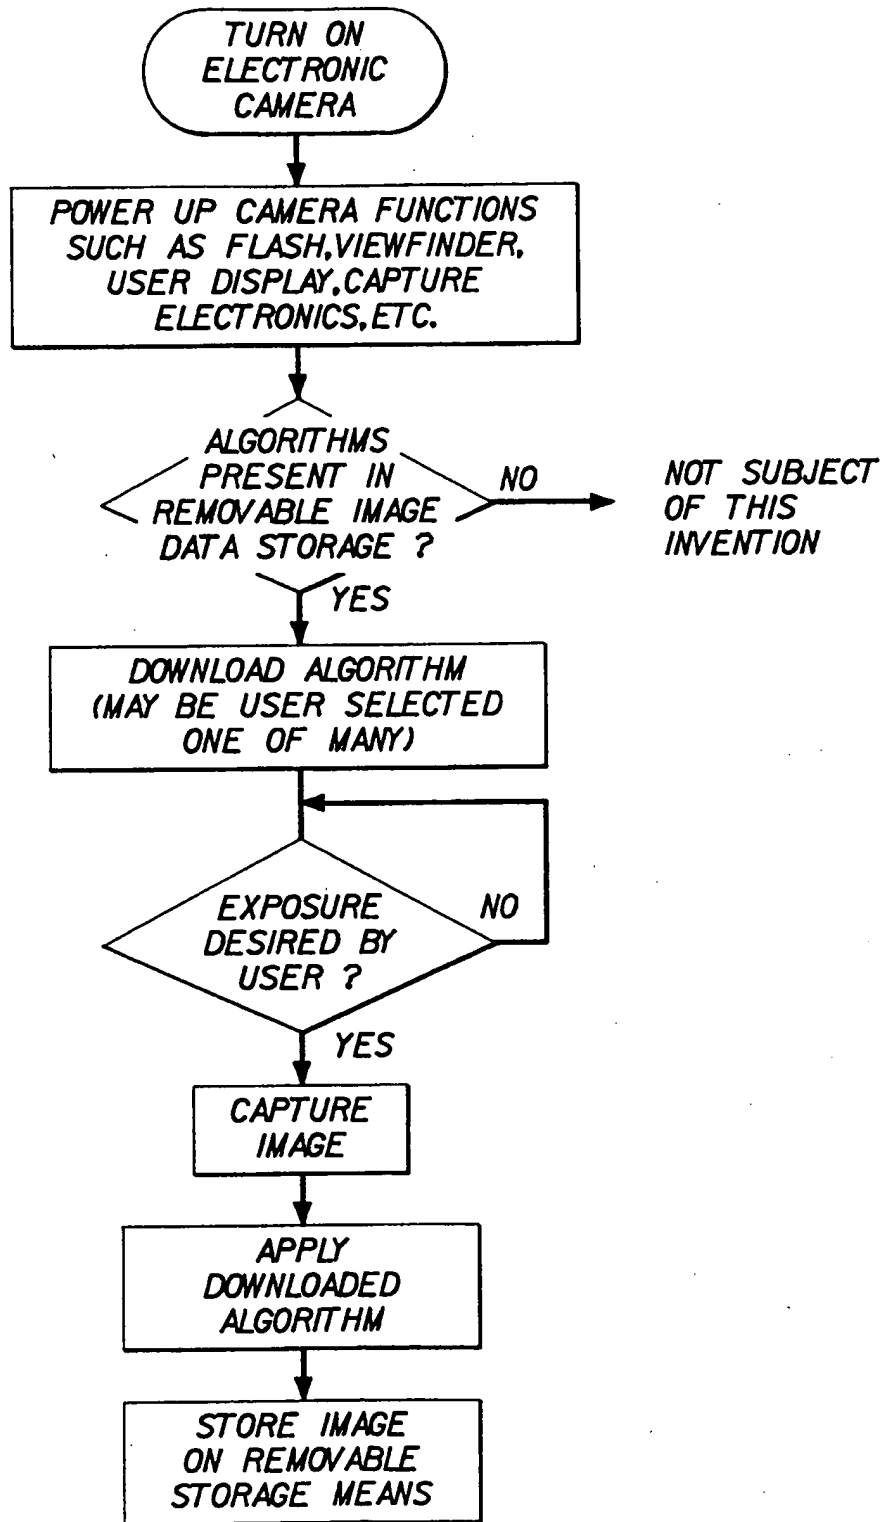 TURN ON
ELECTRONIC
CAMERA
POWER UP CAMERA FUNCTIONS
SUCH AS FLASH,VIEWFINDER,
USER DISPLAY,CAPTURE
ELECTRONICS,ETC.
ALGORITHMS
PRESENT IN
REMOVABLE IMAGE
DATA STORAGE ?
NO
NOT SUBJECT
OF THIS
INVENTION
YES
DOWNLOAD ALGORITHM
(MAY BE USER SELECTED
ONE OF MANY)
EXPOSURE
DESIRED BY
USER ?
NO
YES
CAPTURE
IMAGE
APPLY
DOWNLOADED
ALGORITHM
STORE IMAGE
ON REMOVABLE
STORAGE MEANS